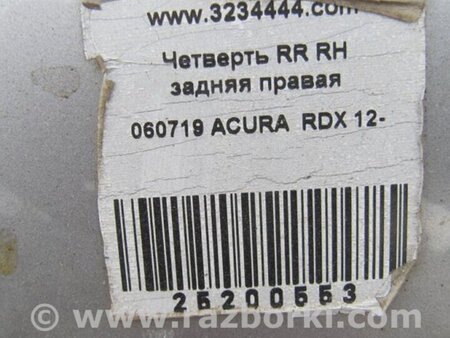 www.3234444.com
Четверть RR RH
задняя правая
060719 ACURA RDX 12-
25200553
www.razborki.com